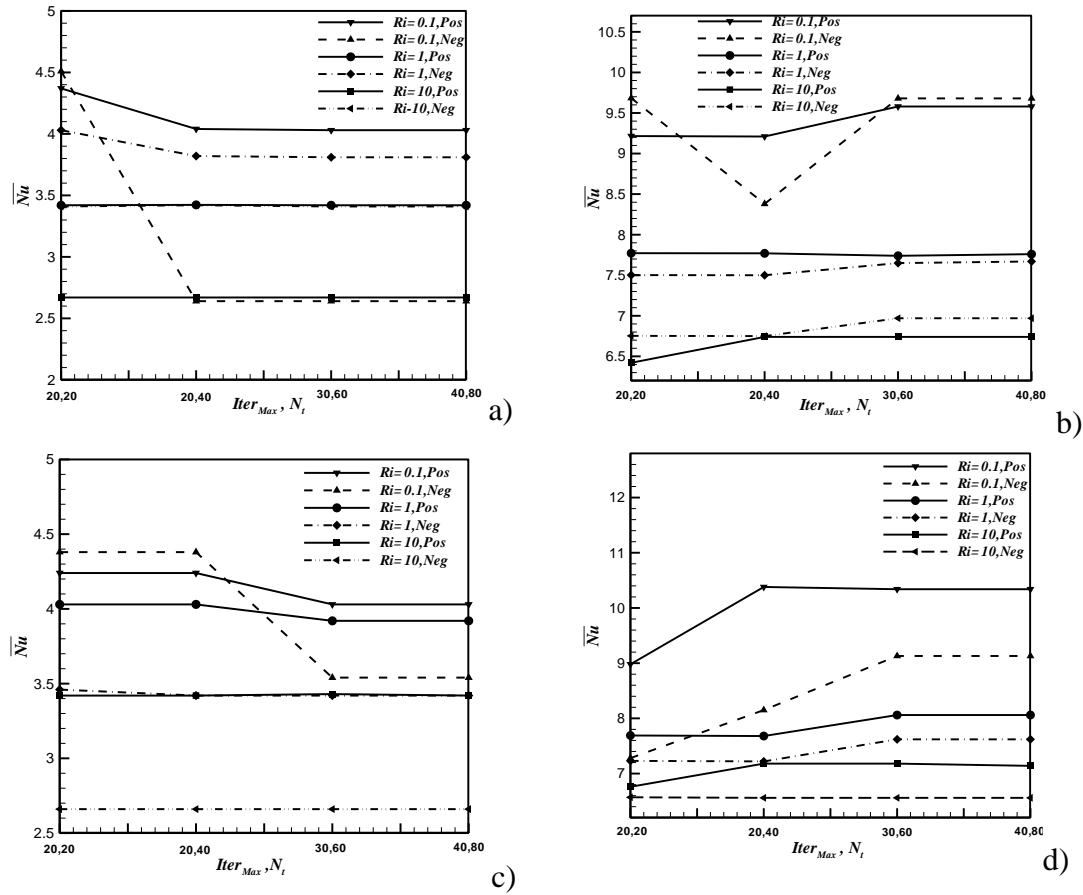 5
4.5
4
3.5
3
2.5
2
Nu
Ri=0.1,Pos
Ri=0.1,Neg
Ri=1,Pos
Ri=1,Neg
Ri=10,Pos
Ri-10,Neg
20,20 20,40 30,60 40,80
Iter_Max , N_t
a)
10.5
10
9.5
9
8.5
8
7.5
7
6.5
Nu
Ri=0.1,Pos
Ri=0.1,Neg
Ri=1,Pos
Ri=1,Neg
Ri=10,Pos
Ri=10,Neg
20,20 20,40 30,60 40,80
Iter_Max , N_t
b)
5
4.5
4
3.5
3
2.5
Nu
Ri=0.1,Pos
Ri=0.1,Neg
Ri=1,Pos
Ri=1,Neg
Ri=10,Pos
Ri=10,Neg
20,20 20,40 30,60 40,80
Iter_Max , N_t
c)
12
11
10
9
8
7
Nu
Ri=0.1,Pos
Ri=0.1,Neg
Ri=1,Pos
Ri=1,Neg
Ri=10,Pos
Ri=10,Neg
20,20 20,40 30,60 40,80
Iter_Max , N_t
d)